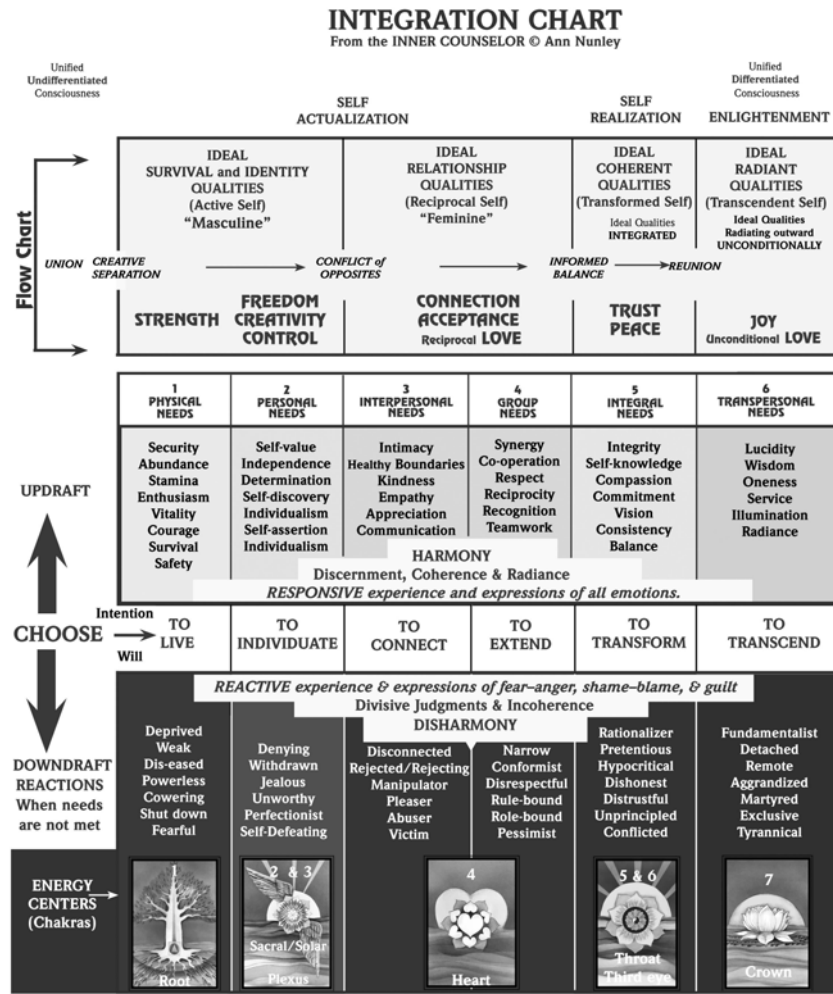 INTEGRATION CHART
From the INNER COUNSELOR © Ann Nunley
Unified
Undifferentiated
Consciousness
SELF
ACTUALIZATION
SELF
REALIZATION
Unified
Differentiated
Consciousness
ENLIGHTENMENT
Flow Chart
IDEAL
SURVIVAL and IDENTITY
QUALITIES
(Active Self)
"Masculine"
IDEAL
RELATIONSHIP
QUALITIES
(Reciprocal Self)
"Feminine"
IDEAL
COHERENT
QUALITIES
(Transformed Self)
Ideal Qualities
INTEGRATED
IDEAL
RADIANT
QUALITIES
(Transcendent Self)
Ideal Qualities
Radiating outward
UNCONDITIONALLY
UNION
CREATIVE
SEPARATION
CONFLICT of
OPPOSITES
INFORMED
BALANCE
REUNION
STRENGTH
FREEDOM
CREATIVITY
CONTROL
CONNECTION
ACCEPTANCE
Reciprocal LOVE
TRUST
PEACE
JOY
Unconditional LOVE
1
PHYSICAL
NEEDS
2
PERSONAL
NEEDS
3
INTERPERSONAL
NEEDS
4
GROUP
NEEDS
5
INTEGRAL
NEEDS
6
TRANSPERSONAL
NEEDS
UPDRAFT
Security
Abundance
Stamina
Enthusiasm
Vitality
Courage
Survival
Safety
Self-value
Independence
Determination
Self-discovery
Individualism
Self-assertion
Individualism
Intimacy
Healthy Boundaries
Kindness
Empathy
Appreciation
Communication
Synergy
Co-operation
Respect
Reciprocity
Recognition
Teamwork
Integrity
Self-knowledge
Compassion
Commitment
Vision
Consistency
Balance
Lucidity
Wisdom
Oneness
Service
Illumination
Radiance
HARMONY
Discernment, Coherence & Radiance
RESPONSIVE experience and expressions of all emotions.
CHOOSE
Intention
Will
TO
LIVE
TO
INDIVIDUATE
TO
CONNECT
TO
EXTEND
TO
TRANSFORM
TO
TRANSCEND
REACTIVE experience & expressions of fear–anger, shame–blame, & guilt
Divisive Judgments & Incoherence
DISHARMONY
DOWNDRAFT
REACTIONS
When needs
are not met
Deprived
Weak
Dis-eased
Powerless
Cowering
Shut down
Fearful
Denying
Withdrawn
Jealous
Unworthy
Perfectionist
Self-Defeating
Disconnected
Rejected/Rejecting
Manipulator
Pleaser
Abuser
Victim
Narrow
Conformist
Disrespectful
Rule-bound
Role-bound
Pessimist
Rationalizer
Pretentious
Hypocritical
Dishonest
Distrustful
Unprincipled
Conflicted
Fundamentalist
Detached
Remote
Aggrandized
Martyred
Exclusive
Tyrannical
ENERGY
CENTERS
(Chakras)
1
Root
2 & 3
Sacral/Solar
Plexus
4
Heart
5 & 6
Throat
Third eye
7
Crown